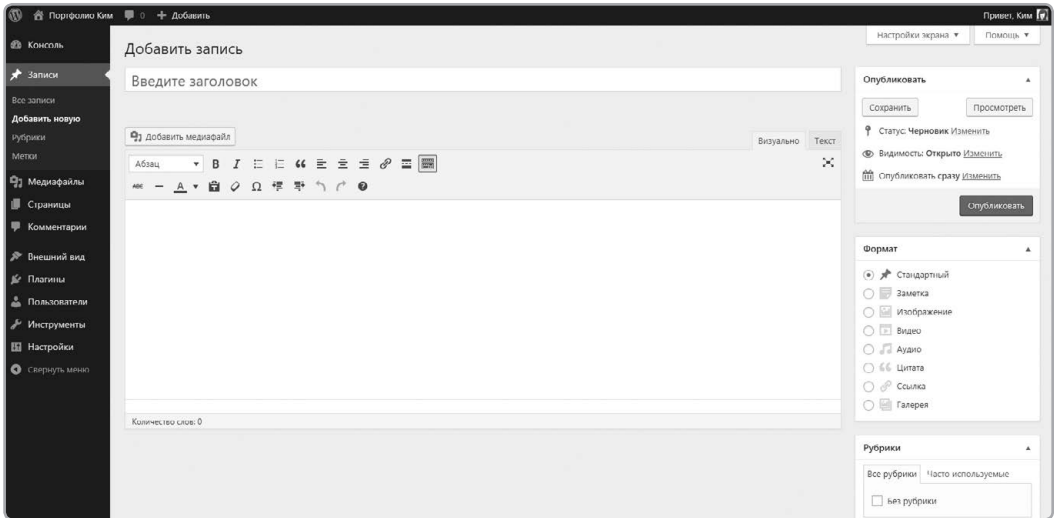 Портфолио Ким 0 + Добавить
Привет, Ким
Консоль
Записи
Все записи
Добавить новую
Рубрики
Метки
Медиафайлы
Страницы
Комментарии
Внешний вид
Плагины
Пользователи
Инструменты
Настройки
Свернуть меню
Настройки экрана
Помощь
Добавить запись
Введите заголовок
Добавить медиафайл
Визуально
Текст
Абзац
B I
ABC A Ω
Количество слов: 0
Опубликовать
Сохранить
Просмотреть
Статус: Черновик Изменить
Видимость: Открыто Изменить
Опубликовать сразу Изменить
Опубликовать
Формат
Стандартный
Заметка
Изображение
Видео
Аудио
Цитата
Ссылка
Галерея
Рубрики
Все рубрики Часто используемые
Без рубрики